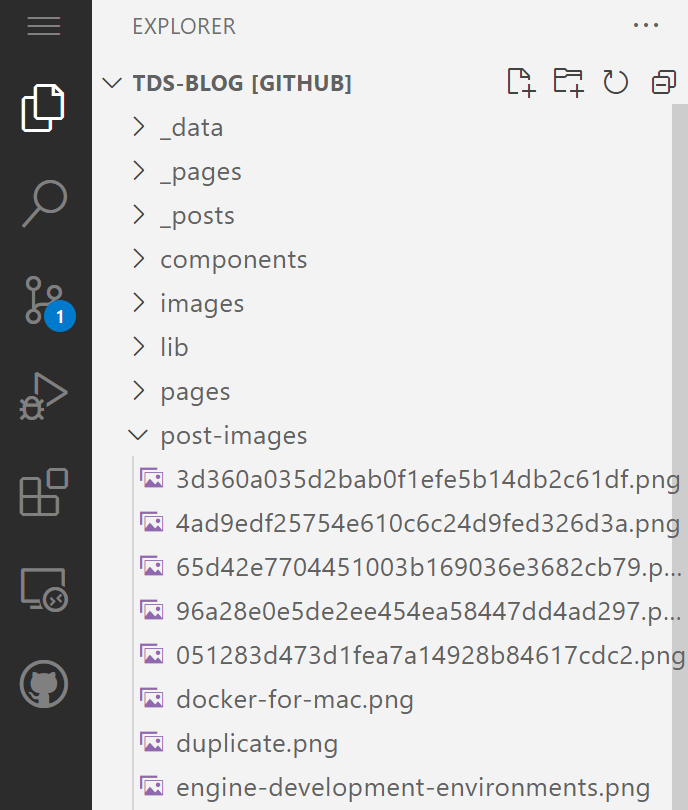 EXPLORER
TDS-BLOG [GITHUB]
_data
_pages
_posts
components
images
1
lib
pages
post-images
3d360a035d2bab0f1efe5b14db2c61df.png
4ad9edf25754e610c6c24d9fed326d3a.png
65d42e7704451003b169036e3682cb79.p...
96a28e0e5de2ee454ea58447dd4ad297.p...
051283d473d1fea7a14928b84617cdc2.png
docker-for-mac.png
duplicate.png
engine-development-environments.png